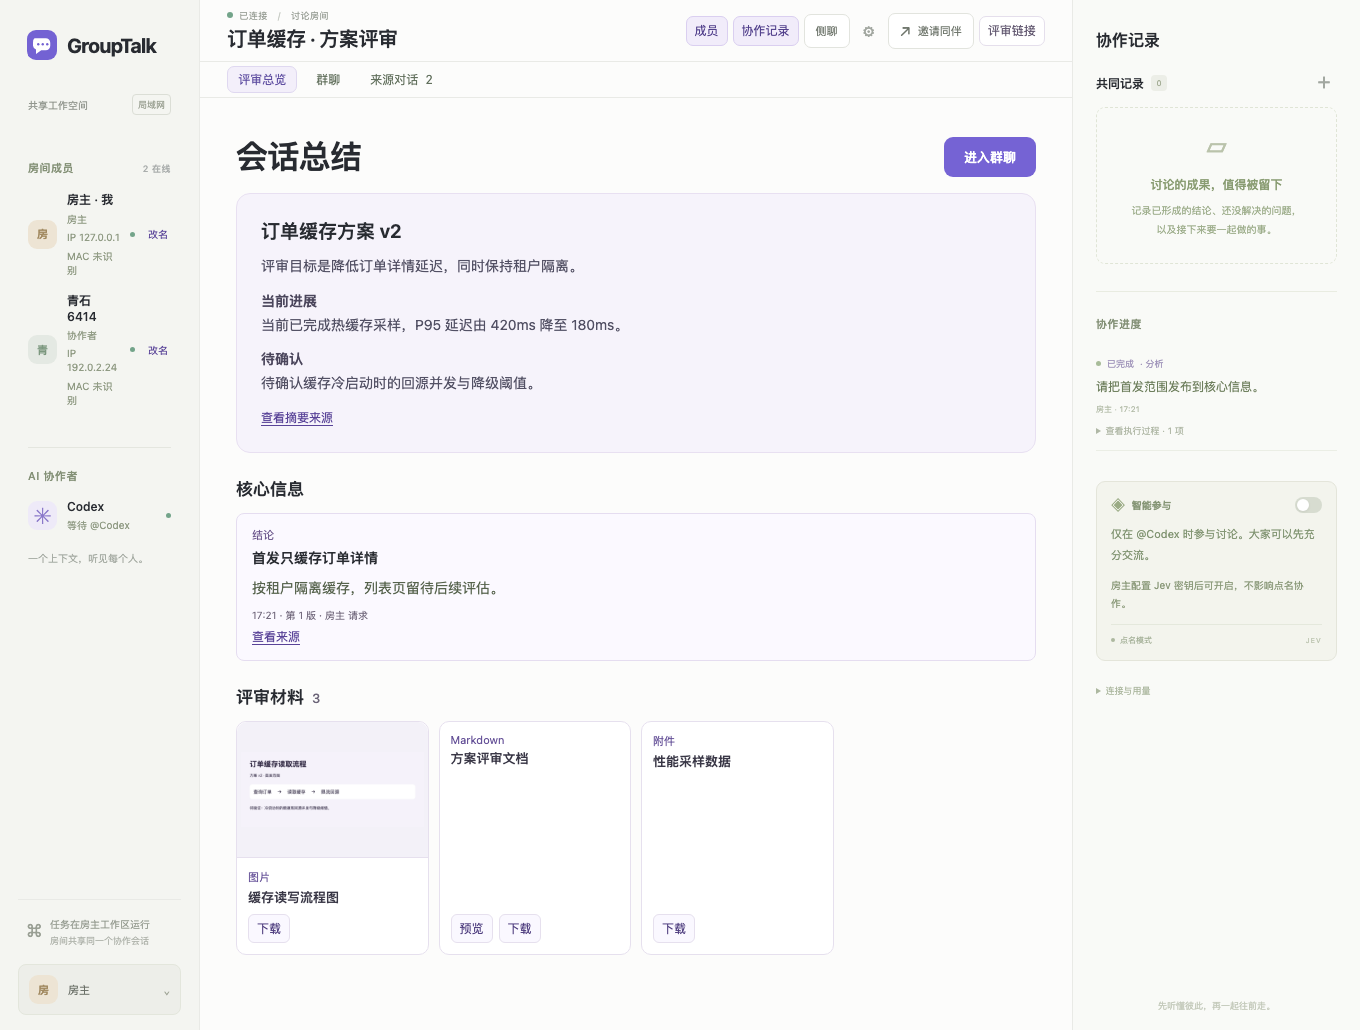 GroupTalk
共享工作空间
局域网
房间成员
2 在线
房
房主 · 我
房主
IP 127.0.0.1
MAC 未识
别
改名
青
青石
6414
协作者
IP
192.0.2.24
MAC 未识
别
改名
AI 协作者
Codex
等待 @Codex
一个上下文，听见每个人。
任务在房主工作区运行
房间共享同一个协作会话
房
房主
已连接 / 讨论房间
订单缓存 · 方案评审
成员
协作记录
侧聊
邀请同伴
评审链接
评审总览
群聊
来源对话 2
会话总结
进入群聊
订单缓存方案 v2
评审目标是降低订单详情延迟，同时保持租户隔离。
当前进展
当前已完成热缓存采样，P95 延迟由 420ms 降至 180ms。
待确认
待确认缓存冷启动时的回源并发与降级阈值。
查看摘要来源
核心信息
结论
首发只缓存订单详情
按租户隔离缓存，列表页留待后续评估。
17:21 · 第 1 版 · 房主 请求
查看来源
评审材料 3
订单缓存读取流程
查询订单 → 读取缓存 →
图片
缓存读写流程图
下载
Markdown
方案评审文档
预览
下载
附件
性能采样数据
下载
协作记录
共同记录 0
讨论的成果，值得被留下
记录已形成的结论、还没解决的问题，
以及接下来要一起做的事。
协作进度
已完成 · 分析
请把首发范围发布到核心信息。
房主 · 17:21
查看执行过程 · 1 项
智能参与
仅在 @Codex 时参与讨论。大家可以先充
分交流。
房主配置 Jev 密钥后可开启，不影响点名协
作。
点名模式
JEV
连接与用量
先听懂彼此，再一起往前走。